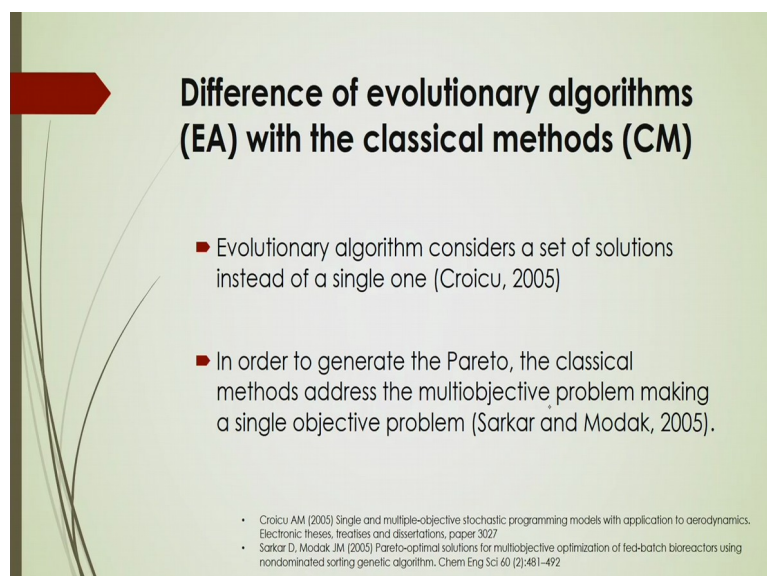 Difference of evolutionary algorithms
(EA) with the classical methods (CM)
Evolutionary algorithm considers a set of solutions
instead of a single one (Croicu, 2005)
In order to generate the Pareto, the classical
methods address the multiobjective problem making
a single objective problem (Sarkar and Modak, 2005).
• Croicu AM (2005) Single and multiple-objective stochastic programming models with application to aerodynamics.
Electronic theses, treatises and dissertations, paper 3027
• Sarkar D, Modak JM (2005) Pareto-optimal solutions for multiobjective optimization of fed-batch bioreactors using
nondominated sorting genetic algorithm. Chem Eng Sci 60 (2):481–492